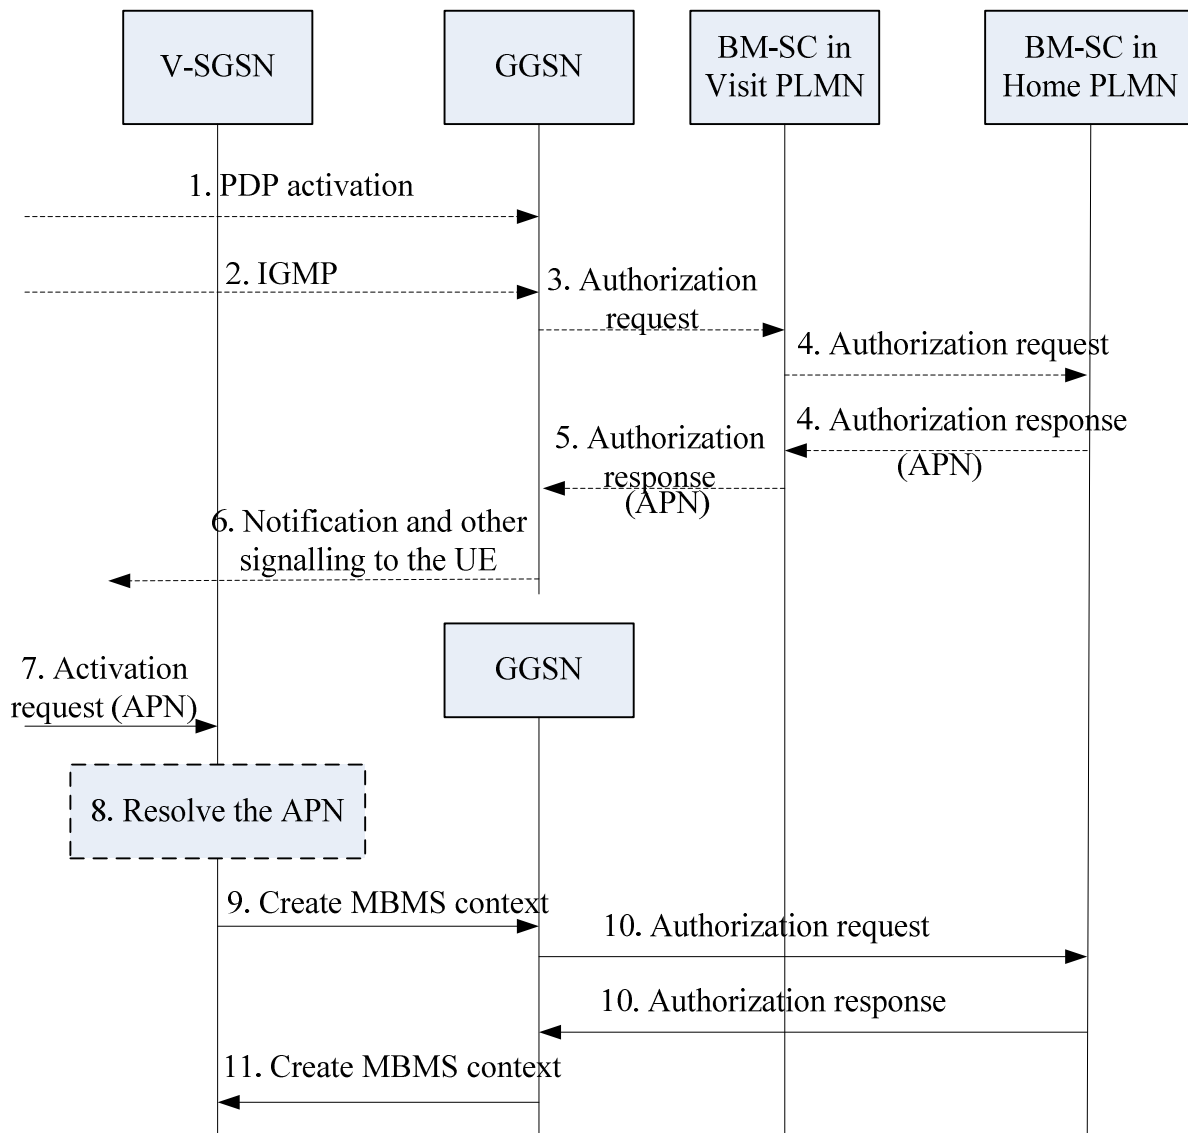 V-SGSN
GGSN
BM-SC in
Visit PLMN
BM-SC in
Home PLMN
1. PDP activation
2. IGMP
3. Authorization
request
4. Authorization request
4. Authorization response
(APN)
5. Authorization
response
(APN)
6. Notification and other
signalling to the UE
GGSN
7. Activation
request (APN)
8. Resolve the APN
9. Create MBMS context
10. Authorization request
10. Authorization response
11. Create MBMS context